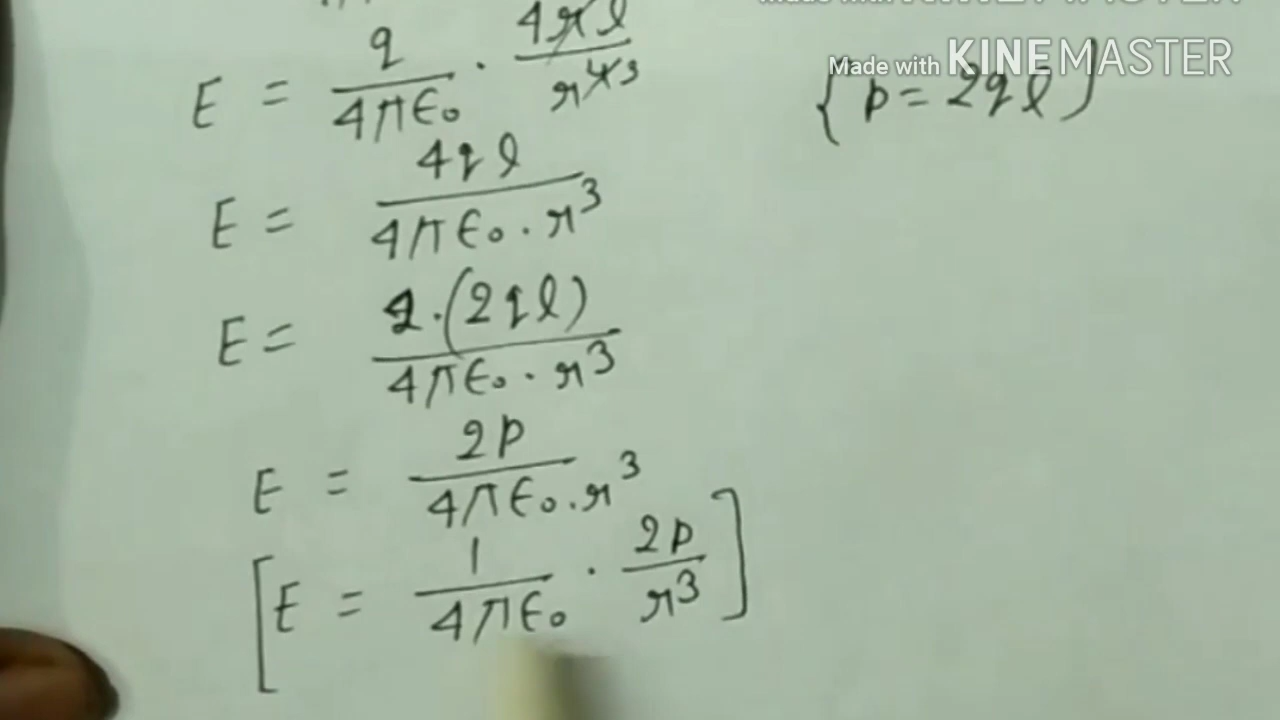 Made with KINEMASTER
E = q/4πϵ₀ · 4rl/r⁴³
{p = 2ql}
E = 4ql/4πϵ₀·r³
E = 2·(2ql)/4πϵ₀·r³
E = 2p/4πϵ₀·r³
[E = 1/4πϵ₀ · 2p/r³]